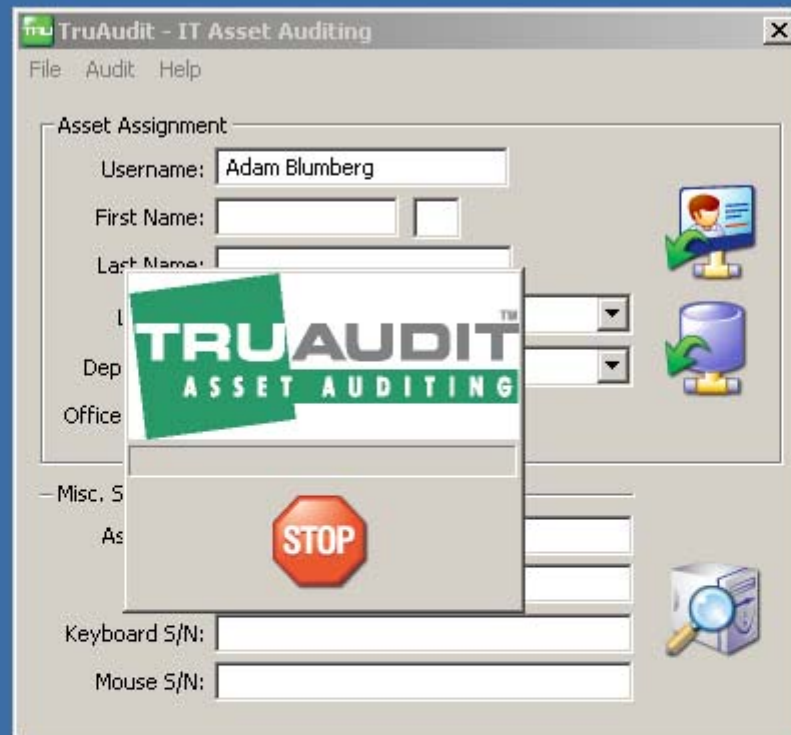 TruAudit - IT Asset Auditing
File Audit Help
Asset Assignment
Username: Adam Blumberg
First Name:
Last Name:
TRUAUDIT™
ASSET AUDITING
Dep
Office
Misc. S
As
STOP
Keyboard S/N:
Mouse S/N: